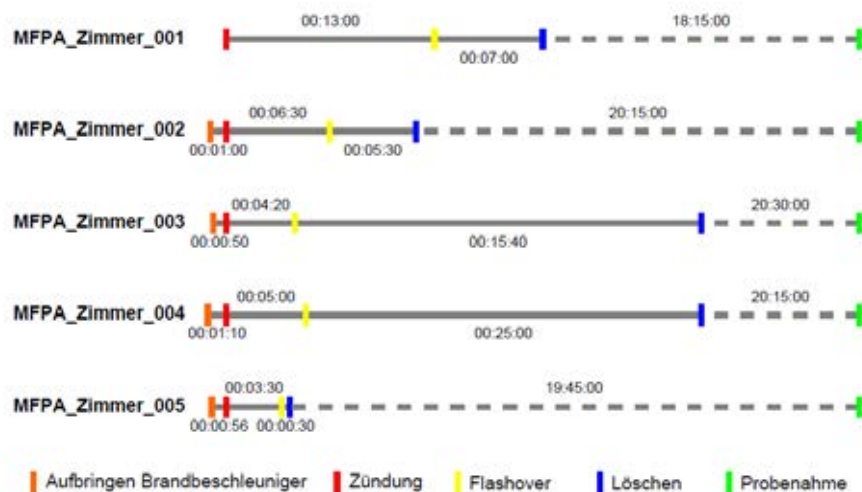 00:13:00 18:15:00
MFPA_Zimmer_001
00:07:00
00:06:30 20:15:00
MFPA_Zimmer_002
00:01:00 00:05:30
00:04:20 20:30:00
MFPA_Zimmer_003
00:00:50 00:15:40
00:05:00 20:15:00
MFPA_Zimmer_004
00:01:10 00:25:00
00:03:30 19:45:00
MFPA_Zimmer_005
00:00:56 00:00:30
Aufbringen Brandbeschleuniger Zündung Flashover Löschen Probenahme